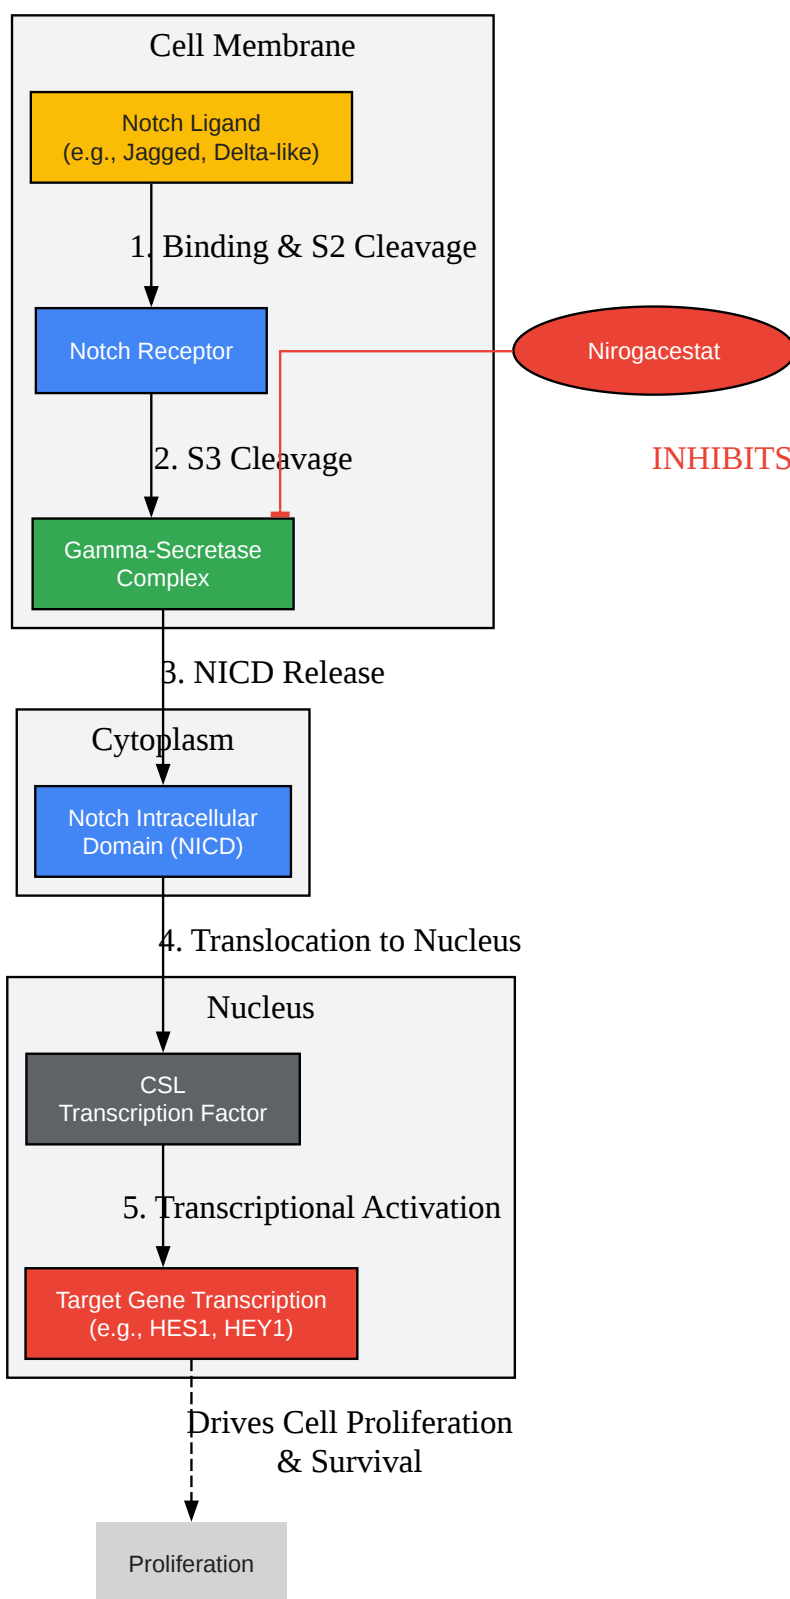 Cell Membrane
Notch Ligand
(e.g., Jagged, Delta-like)
1. Binding & S2 Cleavage
Notch Receptor
Nirogacestat
2. S3 Cleavage
INHIBITS
Gamma-Secretase
Complex
3. NICD Release
Cytoplasm
Notch Intracellular
Domain (NICD)
4. Translocation to Nucleus
Nucleus
CSL
Transcription Factor
5. Transcriptional Activation
Target Gene Transcription
(e.g., HES1, HEY1)
Drives Cell Proliferation
& Survival
Proliferation